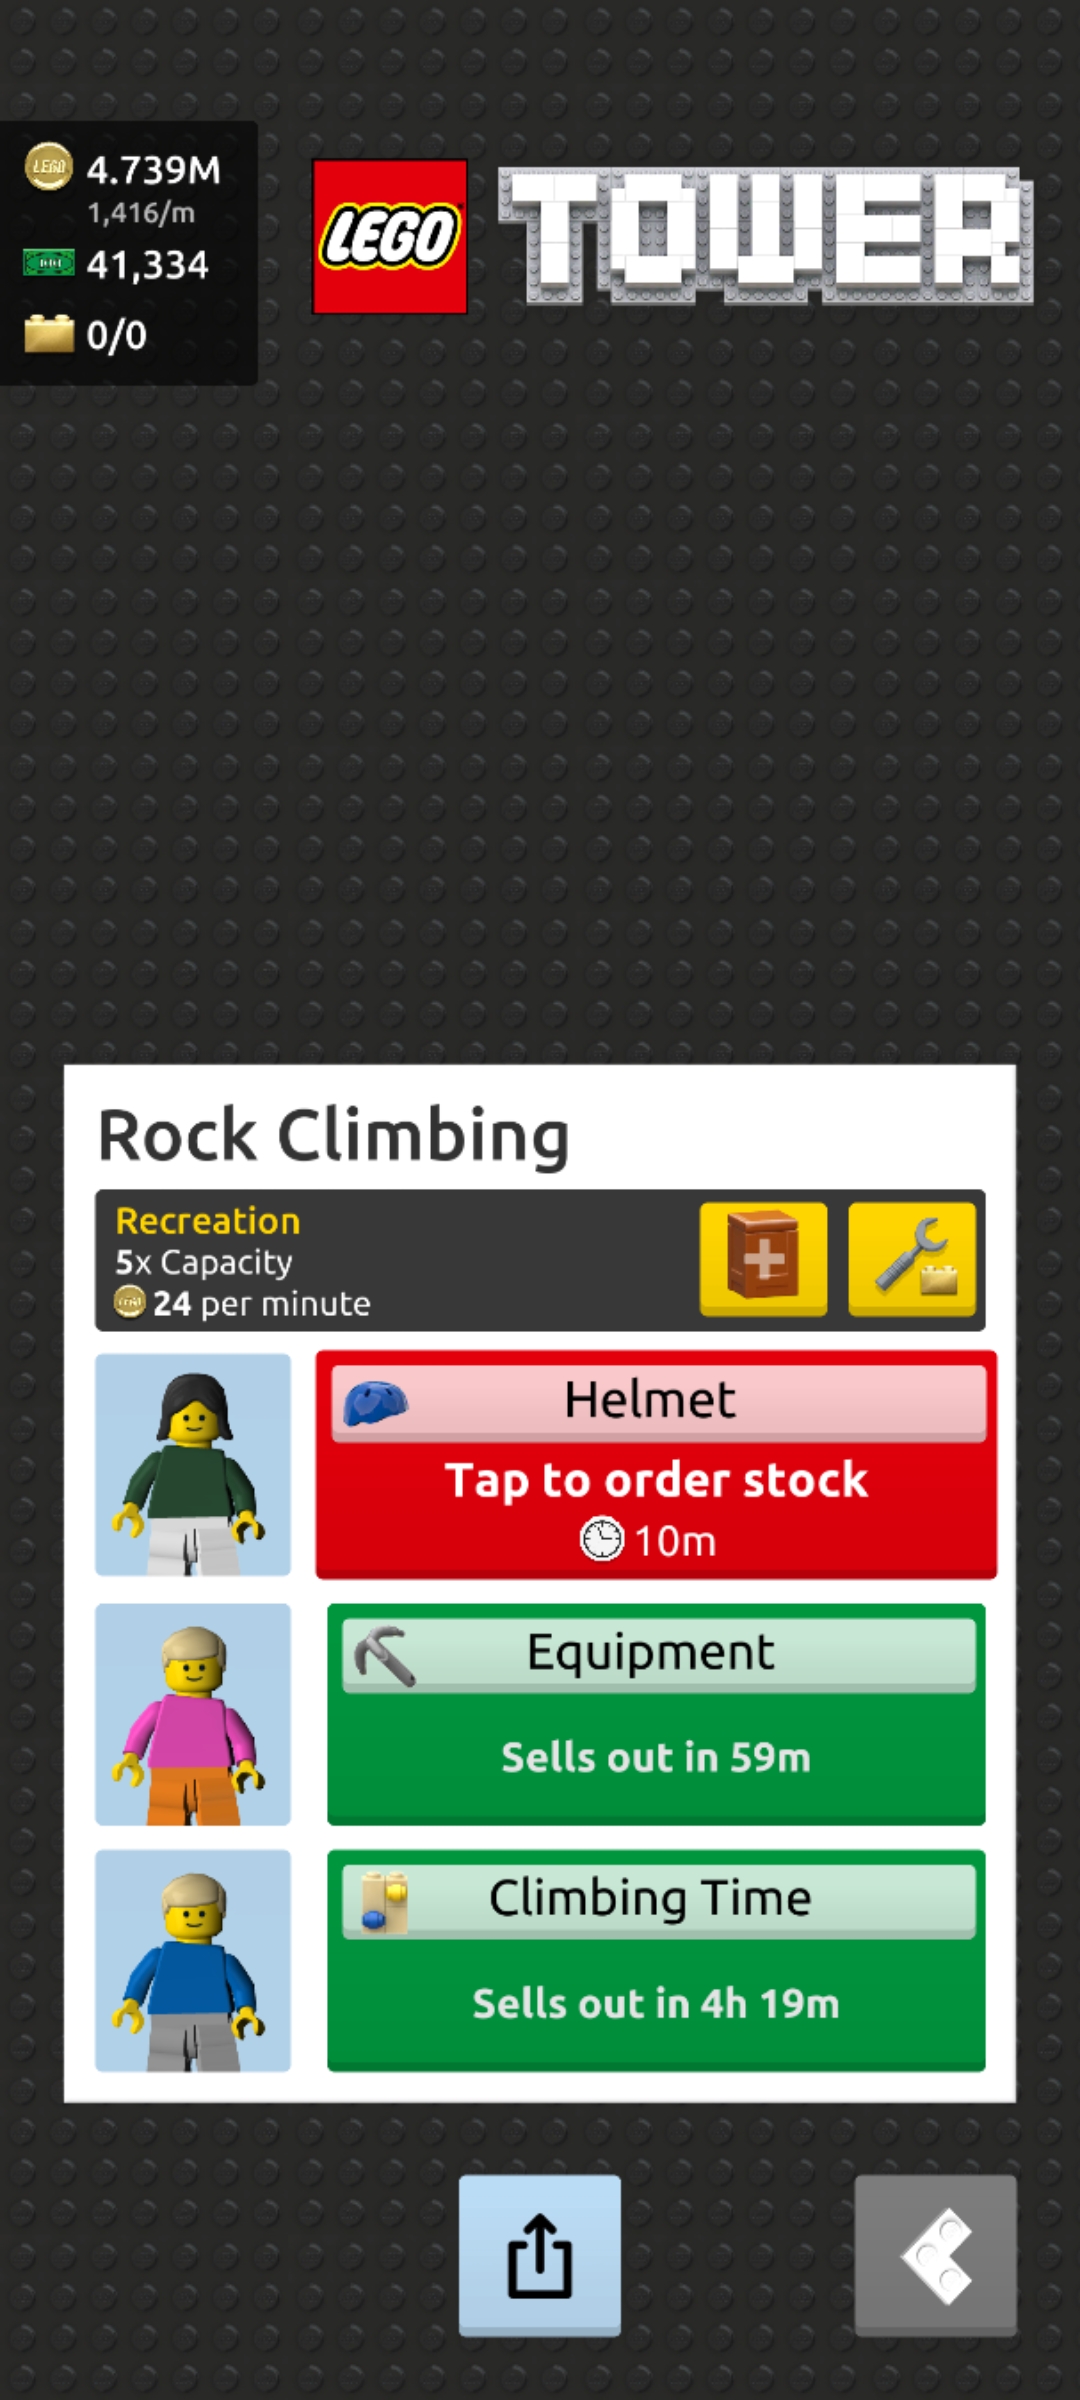 4.739M
1,416/m
41,334
0/0
LEGO TOWER
Rock Climbing
Recreation
5x Capacity
24 per minute
Helmet
Tap to order stock
10m
Equipment
Sells out in 59m
Climbing Time
Sells out in 4h 19m